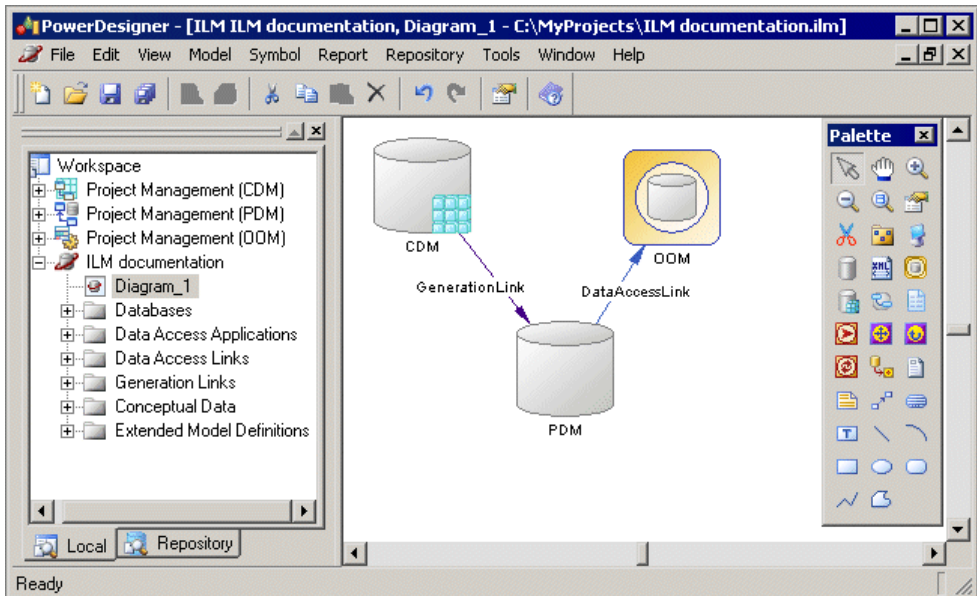 PowerDesigner - [ILM ILM documentation, Diagram_1 - C:\MyProjects\ILM documentation.ilm]
File Edit View Model Symbol Report Repository Tools Window Help
Workspace
Project Management (CDM)
Project Management (PDM)
Project Management (OOM)
ILM documentation
Diagram_1
Databases
Data Access Applications
Data Access Links
Generation Links
Conceptual Data
Extended Model Definitions
Local Repository
CDM
OOM
GenerationLink
DataAccessLink
PDM
Palette
XML
T
Ready